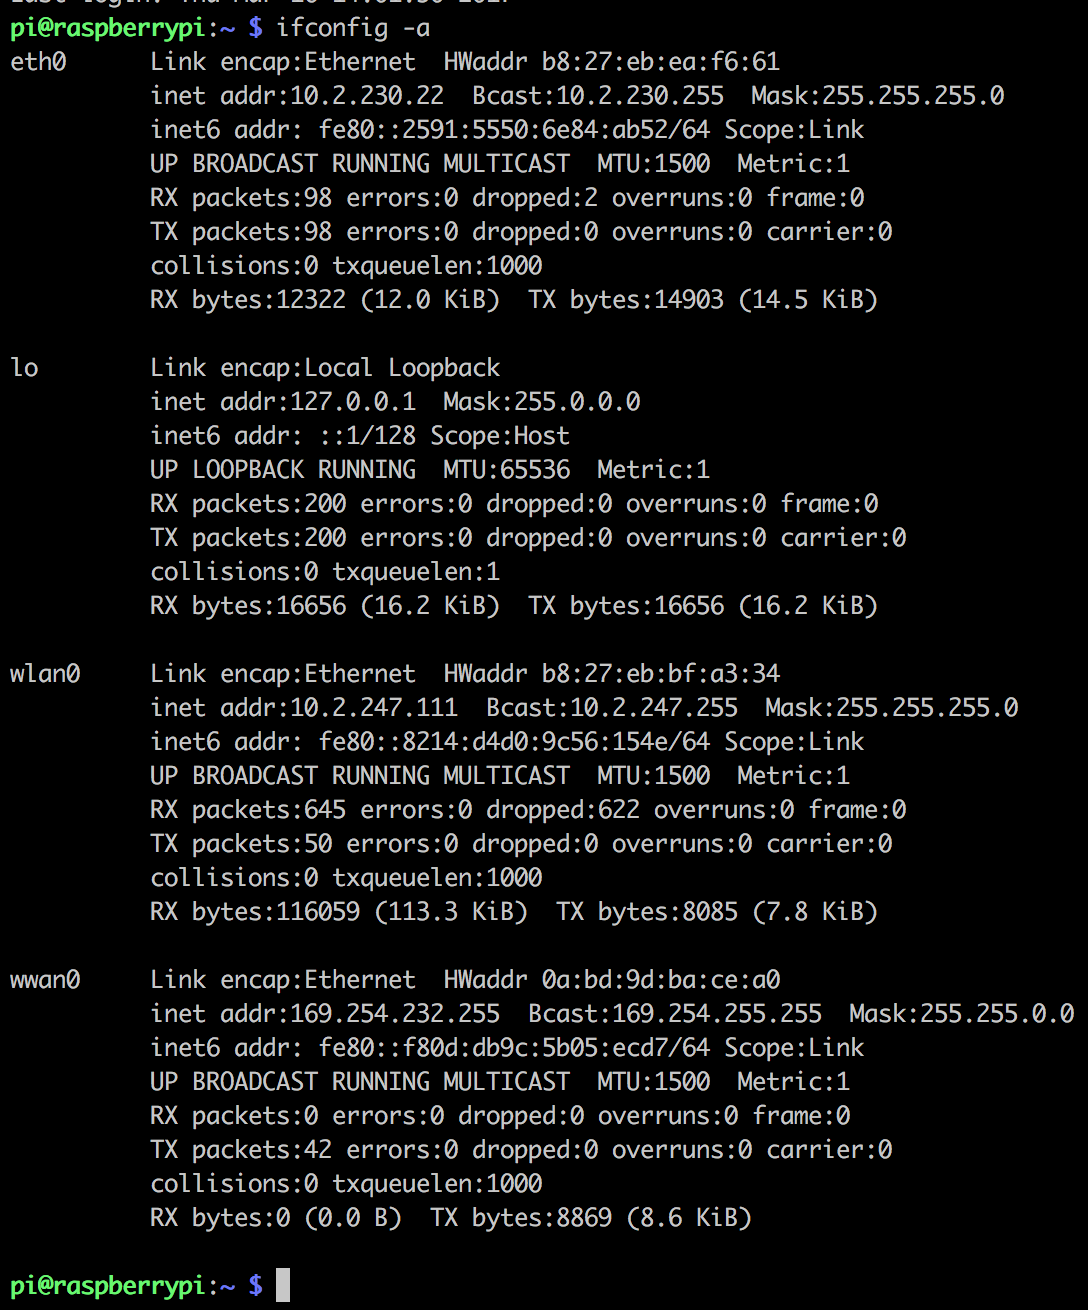 pi@raspberrypi:~ $ ifconfig -a
eth0      Link encap:Ethernet  HWaddr b8:27:eb:ea:f6:61
          inet addr:10.2.230.22  Bcast:10.2.230.255  Mask:255.255.255.0
          inet6 addr: fe80::2591:5550:6e84:ab52/64 Scope:Link
          UP BROADCAST RUNNING MULTICAST  MTU:1500  Metric:1
          RX packets:98 errors:0 dropped:2 overruns:0 frame:0
          TX packets:98 errors:0 dropped:0 overruns:0 carrier:0
          collisions:0 txqueuelen:1000
          RX bytes:12322 (12.0 KiB)  TX bytes:14903 (14.5 KiB)

lo        Link encap:Local Loopback
          inet addr:127.0.0.1  Mask:255.0.0.0
          inet6 addr: ::1/128 Scope:Host
          UP LOOPBACK RUNNING  MTU:65536  Metric:1
          RX packets:200 errors:0 dropped:0 overruns:0 frame:0
          TX packets:200 errors:0 dropped:0 overruns:0 carrier:0
          collisions:0 txqueuelen:1
          RX bytes:16656 (16.2 KiB)  TX bytes:16656 (16.2 KiB)

wlan0     Link encap:Ethernet  HWaddr b8:27:eb:bf:a3:34
          inet addr:10.2.247.111  Bcast:10.2.247.255  Mask:255.255.255.0
          inet6 addr: fe80::8214:d4d0:9c56:154e/64 Scope:Link
          UP BROADCAST RUNNING MULTICAST  MTU:1500  Metric:1
          RX packets:645 errors:0 dropped:622 overruns:0 frame:0
          TX packets:50 errors:0 dropped:0 overruns:0 carrier:0
          collisions:0 txqueuelen:1000
          RX bytes:116059 (113.3 KiB)  TX bytes:8085 (7.8 KiB)

wwan0     Link encap:Ethernet  HWaddr 0a:bd:9d:ba:ce:a0
          inet addr:169.254.232.255  Bcast:169.254.255.255  Mask:255.255.0.0
          inet6 addr: fe80::f80d:db9c:5b05:ecd7/64 Scope:Link
          UP BROADCAST RUNNING MULTICAST  MTU:1500  Metric:1
          RX packets:0 errors:0 dropped:0 overruns:0 frame:0
          TX packets:42 errors:0 dropped:0 overruns:0 carrier:0
          collisions:0 txqueuelen:1000
          RX bytes:0 (0.0 B)  TX bytes:8869 (8.6 KiB)

pi@raspberrypi:~ $